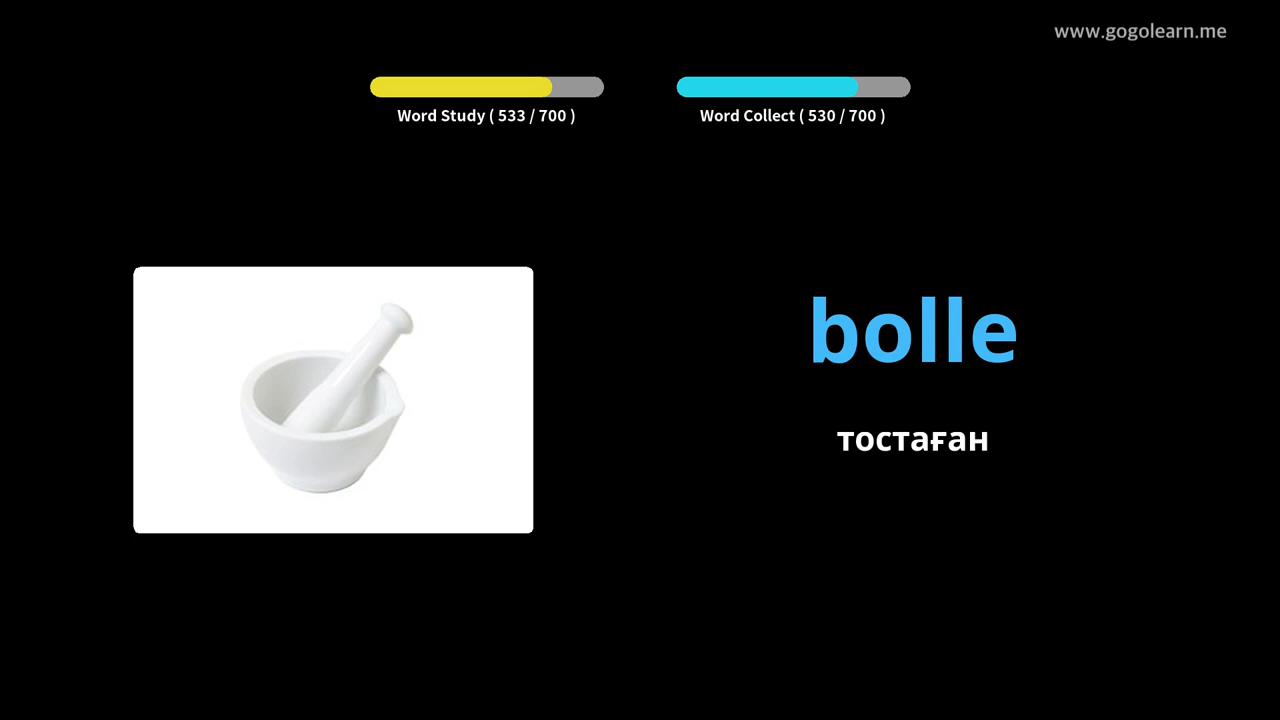 www.gogolearn.me
Word Study ( 533 / 700 )
Word Collect ( 530 / 700 )
bolle
тостаған